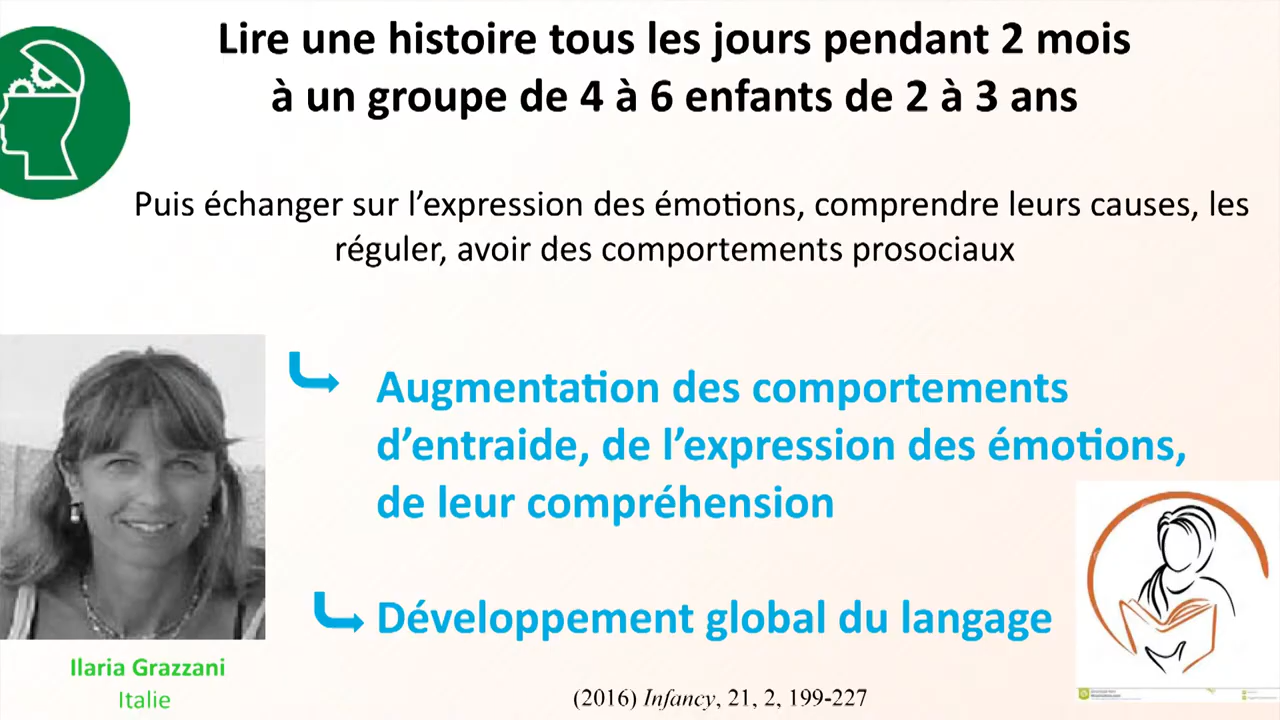 Lire une histoire tous les jours pendant 2 mois
à un groupe de 4 à 6 enfants de 2 à 3 ans
Puis échanger sur l’expression des émotions, comprendre leurs causes, les
réguler, avoir des comportements prosociaux
Augmentation des comportements
d’entraide, de l’expression des émotions,
de leur compréhension
Développement global du langage
Ilaria Grazzani
Italie
(2016) Infancy, 21, 2, 199-227